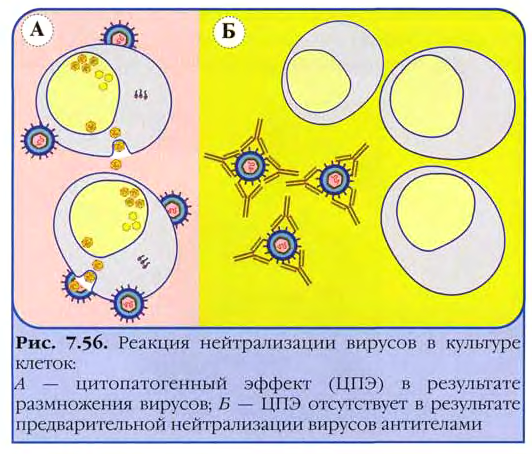 А
Б
Рис. 7.56. Реакция нейтрализации вирусов в культуре
клеток:
А — цитопатогенный эффект (ЦПЭ) в результате
размножения вирусов; Б — ЦПЭ отсутствует в результате
предварительной нейтрализации вирусов антителами